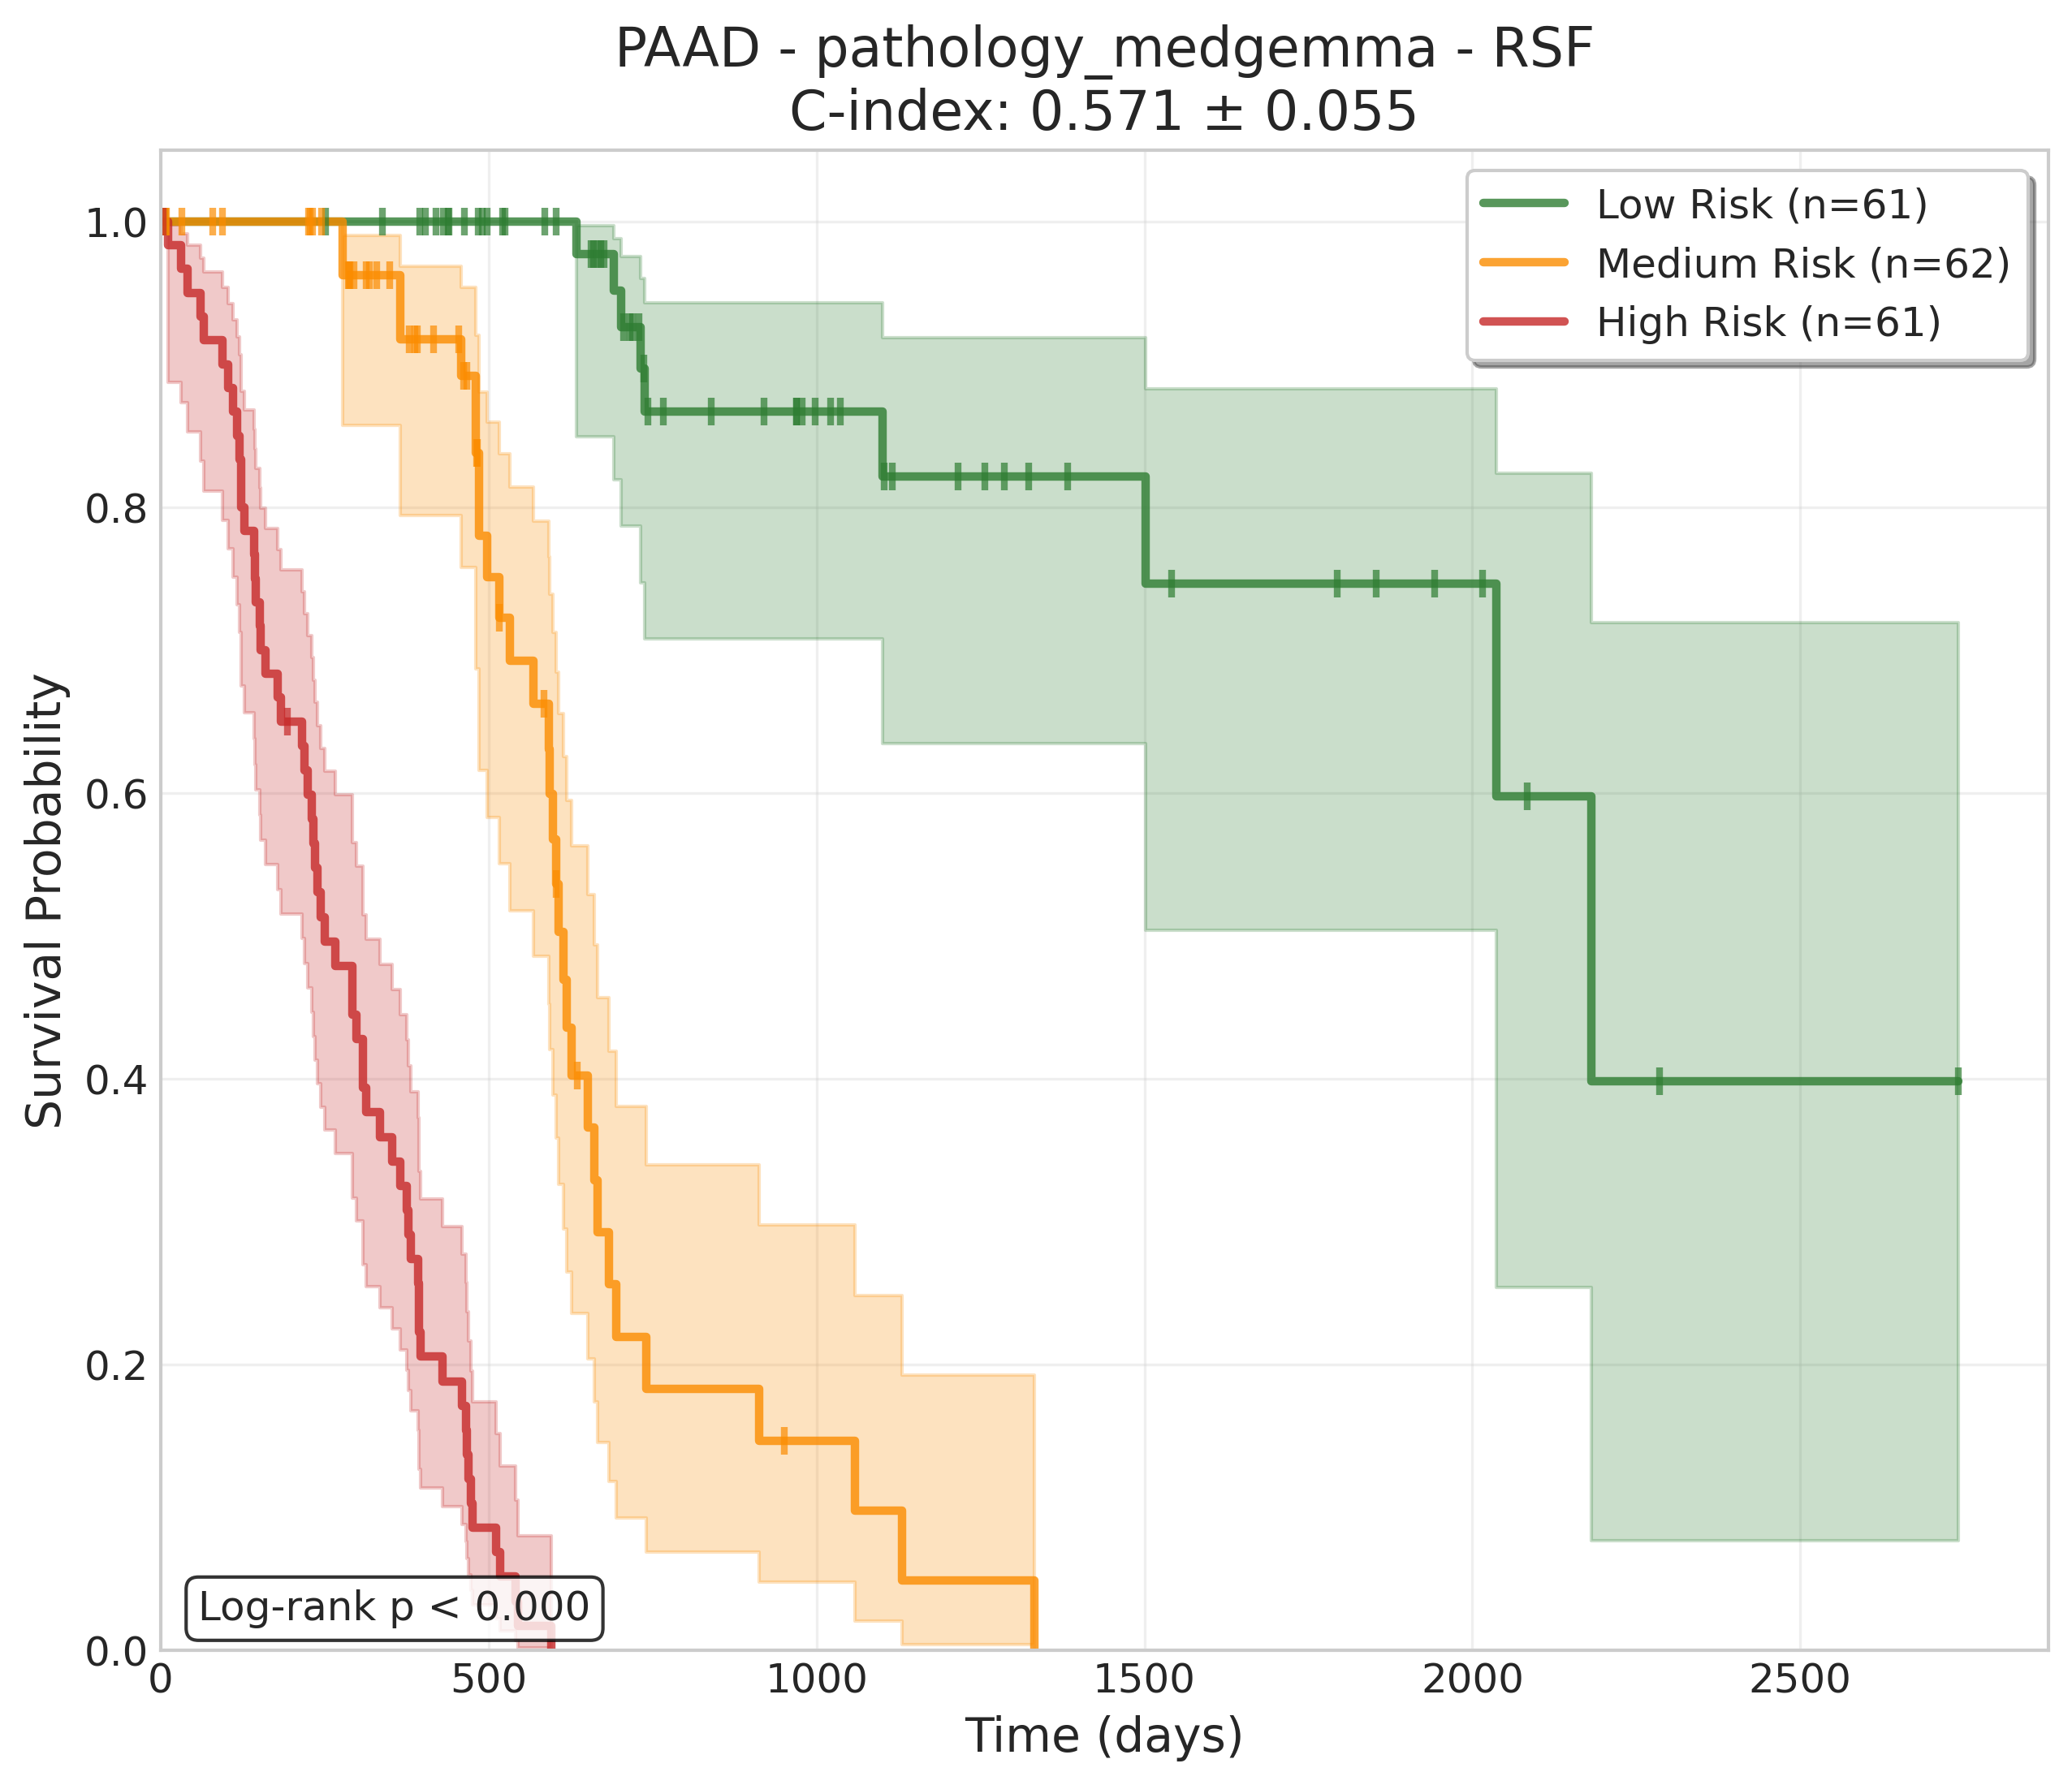 PAAD - pathology_medgemma - RSF
C-index: 0.571 ± 0.055
Low Risk (n=61)
Medium Risk (n=62)
High Risk (n=61)
Survival Probability
1.0
0.8
0.6
0.4
0.2
0.0
Log-rank p < 0.000
0 500 1000 1500 2000 2500
Time (days)